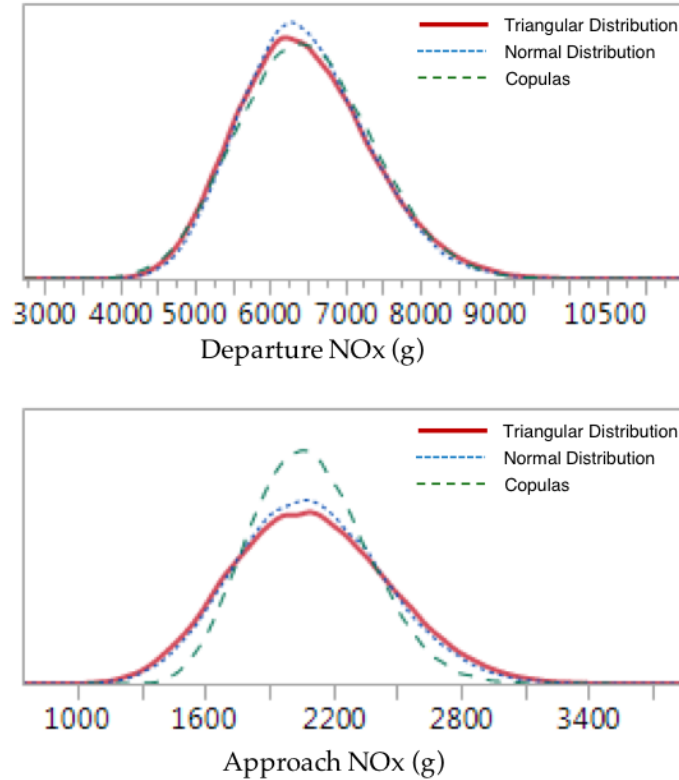 Triangular Distribution
Normal Distribution
Copulas
3000 4000 5000 6000 7000 8000 9000 10500
Departure NOx (g)
Triangular Distribution
Normal Distribution
Copulas
1000 1600 2200 2800 3400
Approach NOx (g)